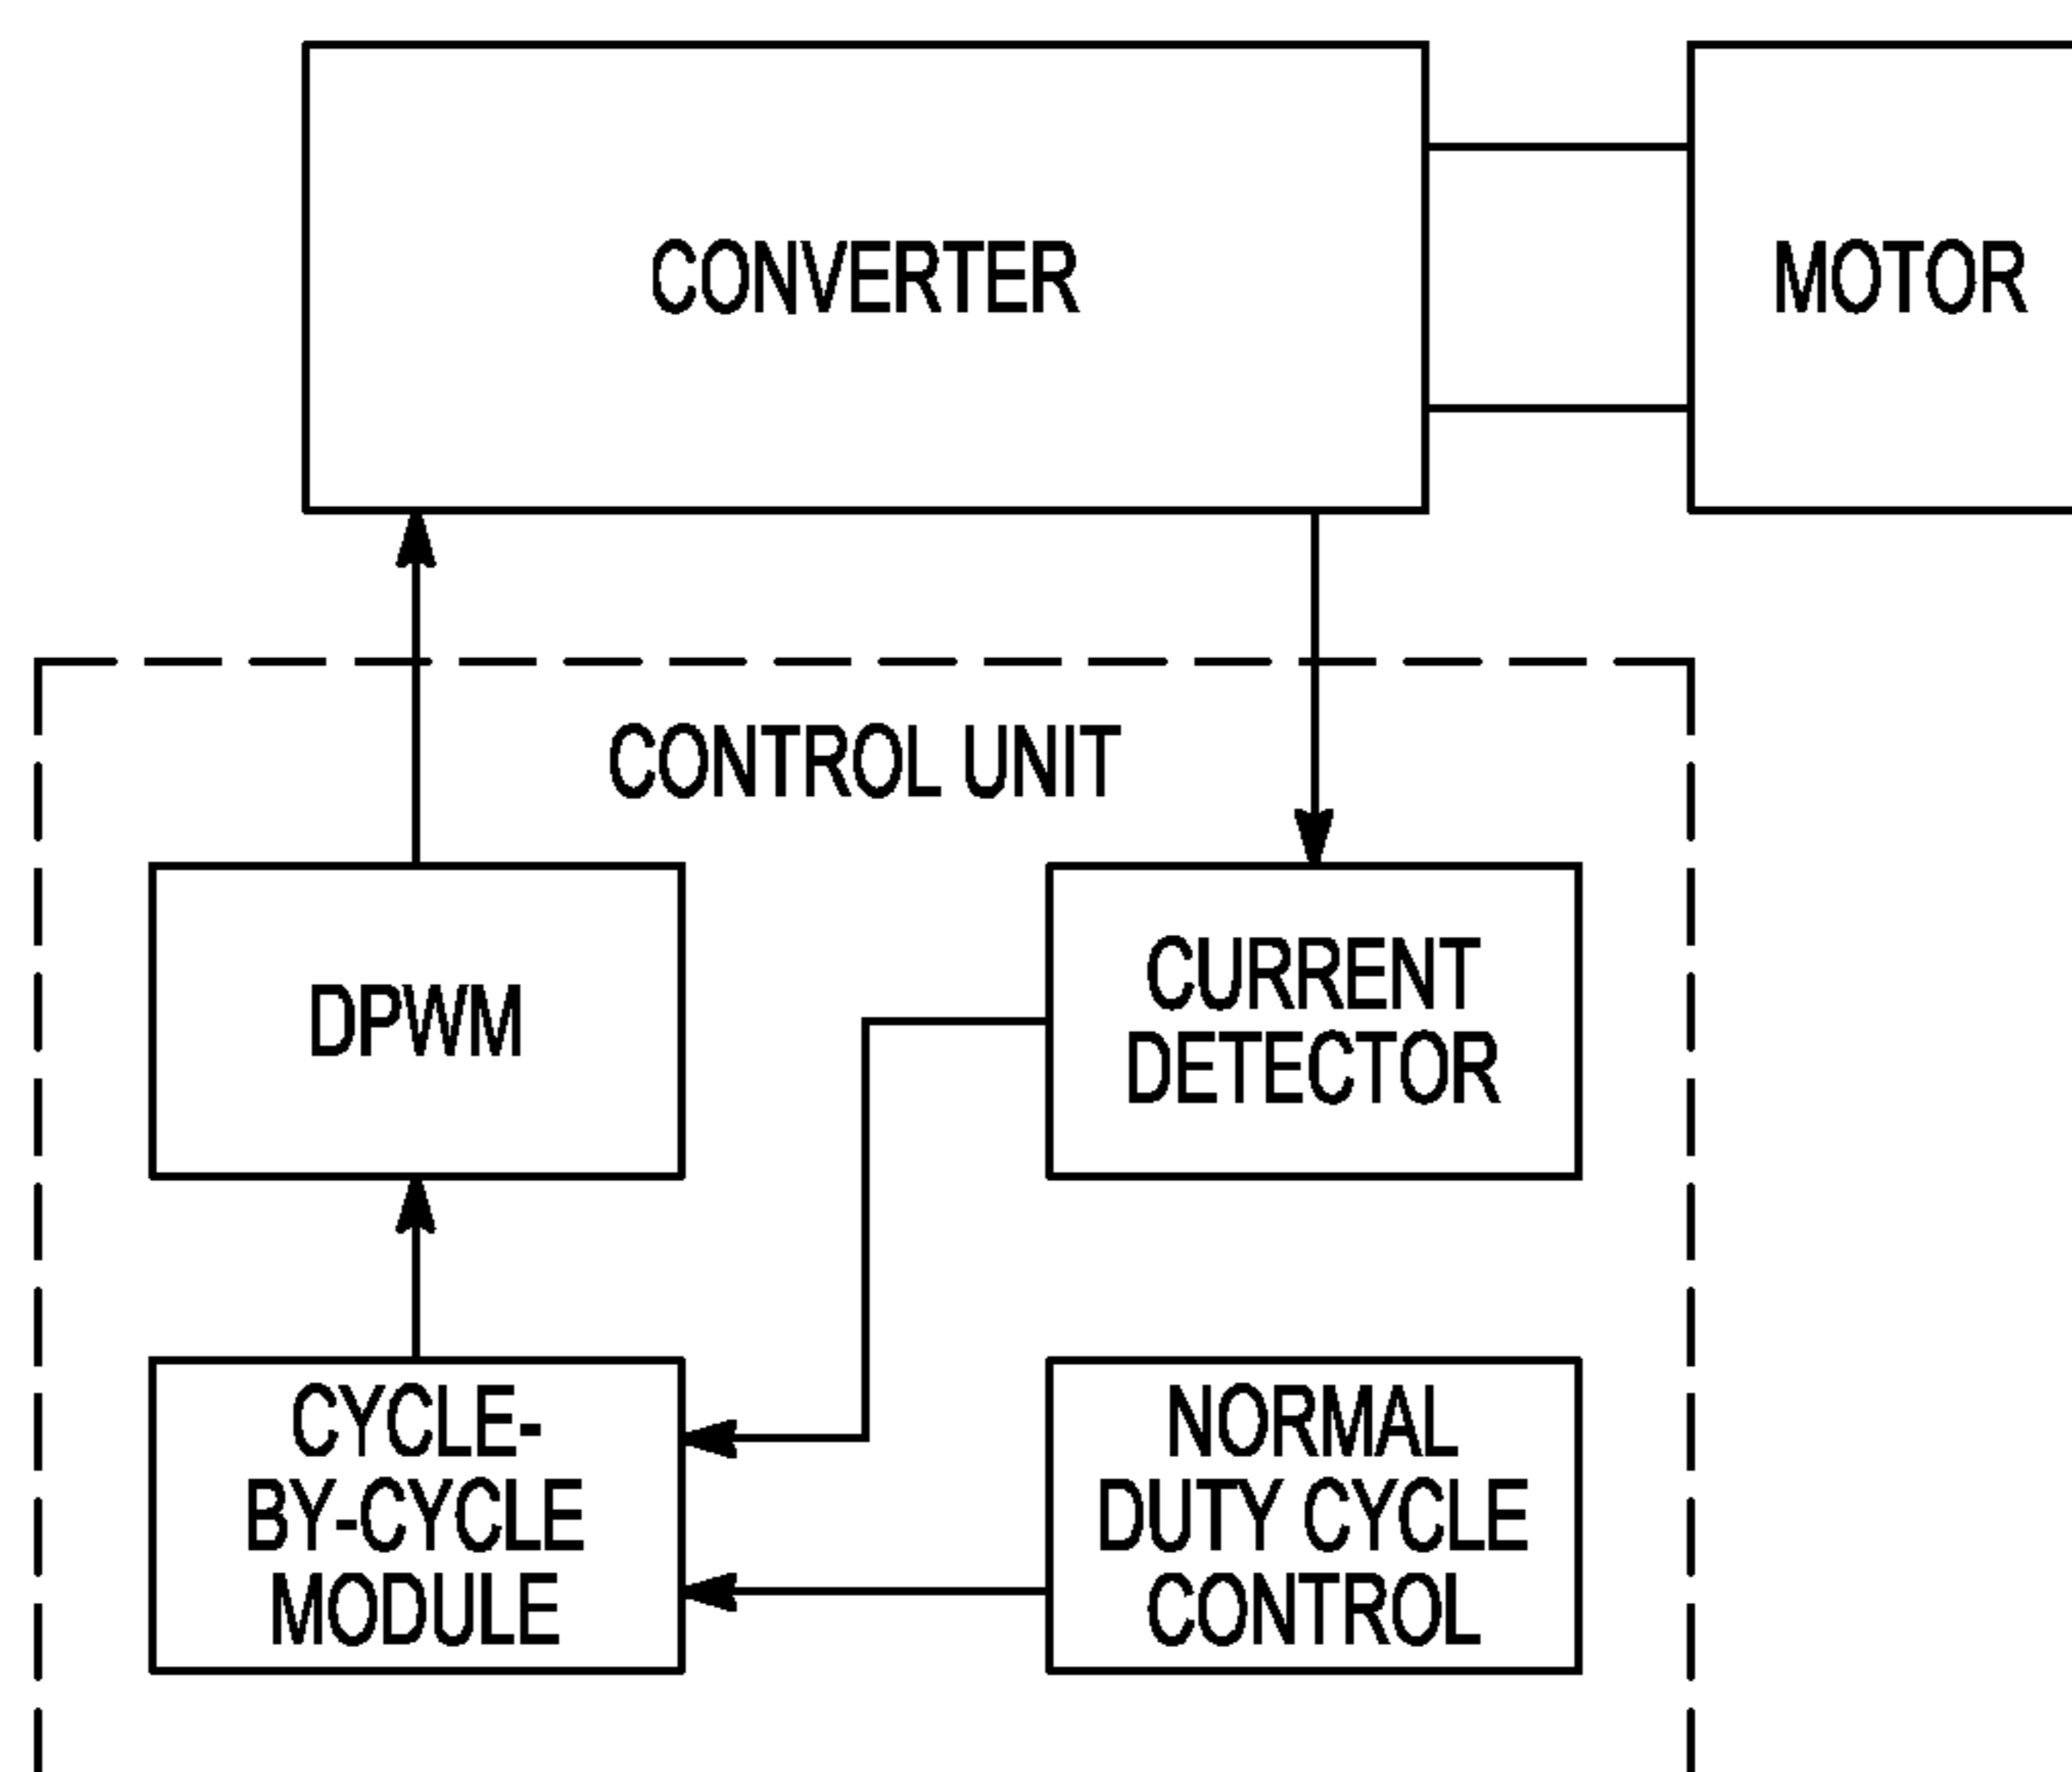 CONVERTER
MOTOR
CONTROL UNIT
DPWM
CURRENT
DETECTOR
CYCLE-
BY-CYCLE
MODULE
NORMAL
DUTY CYCLE
CONTROL